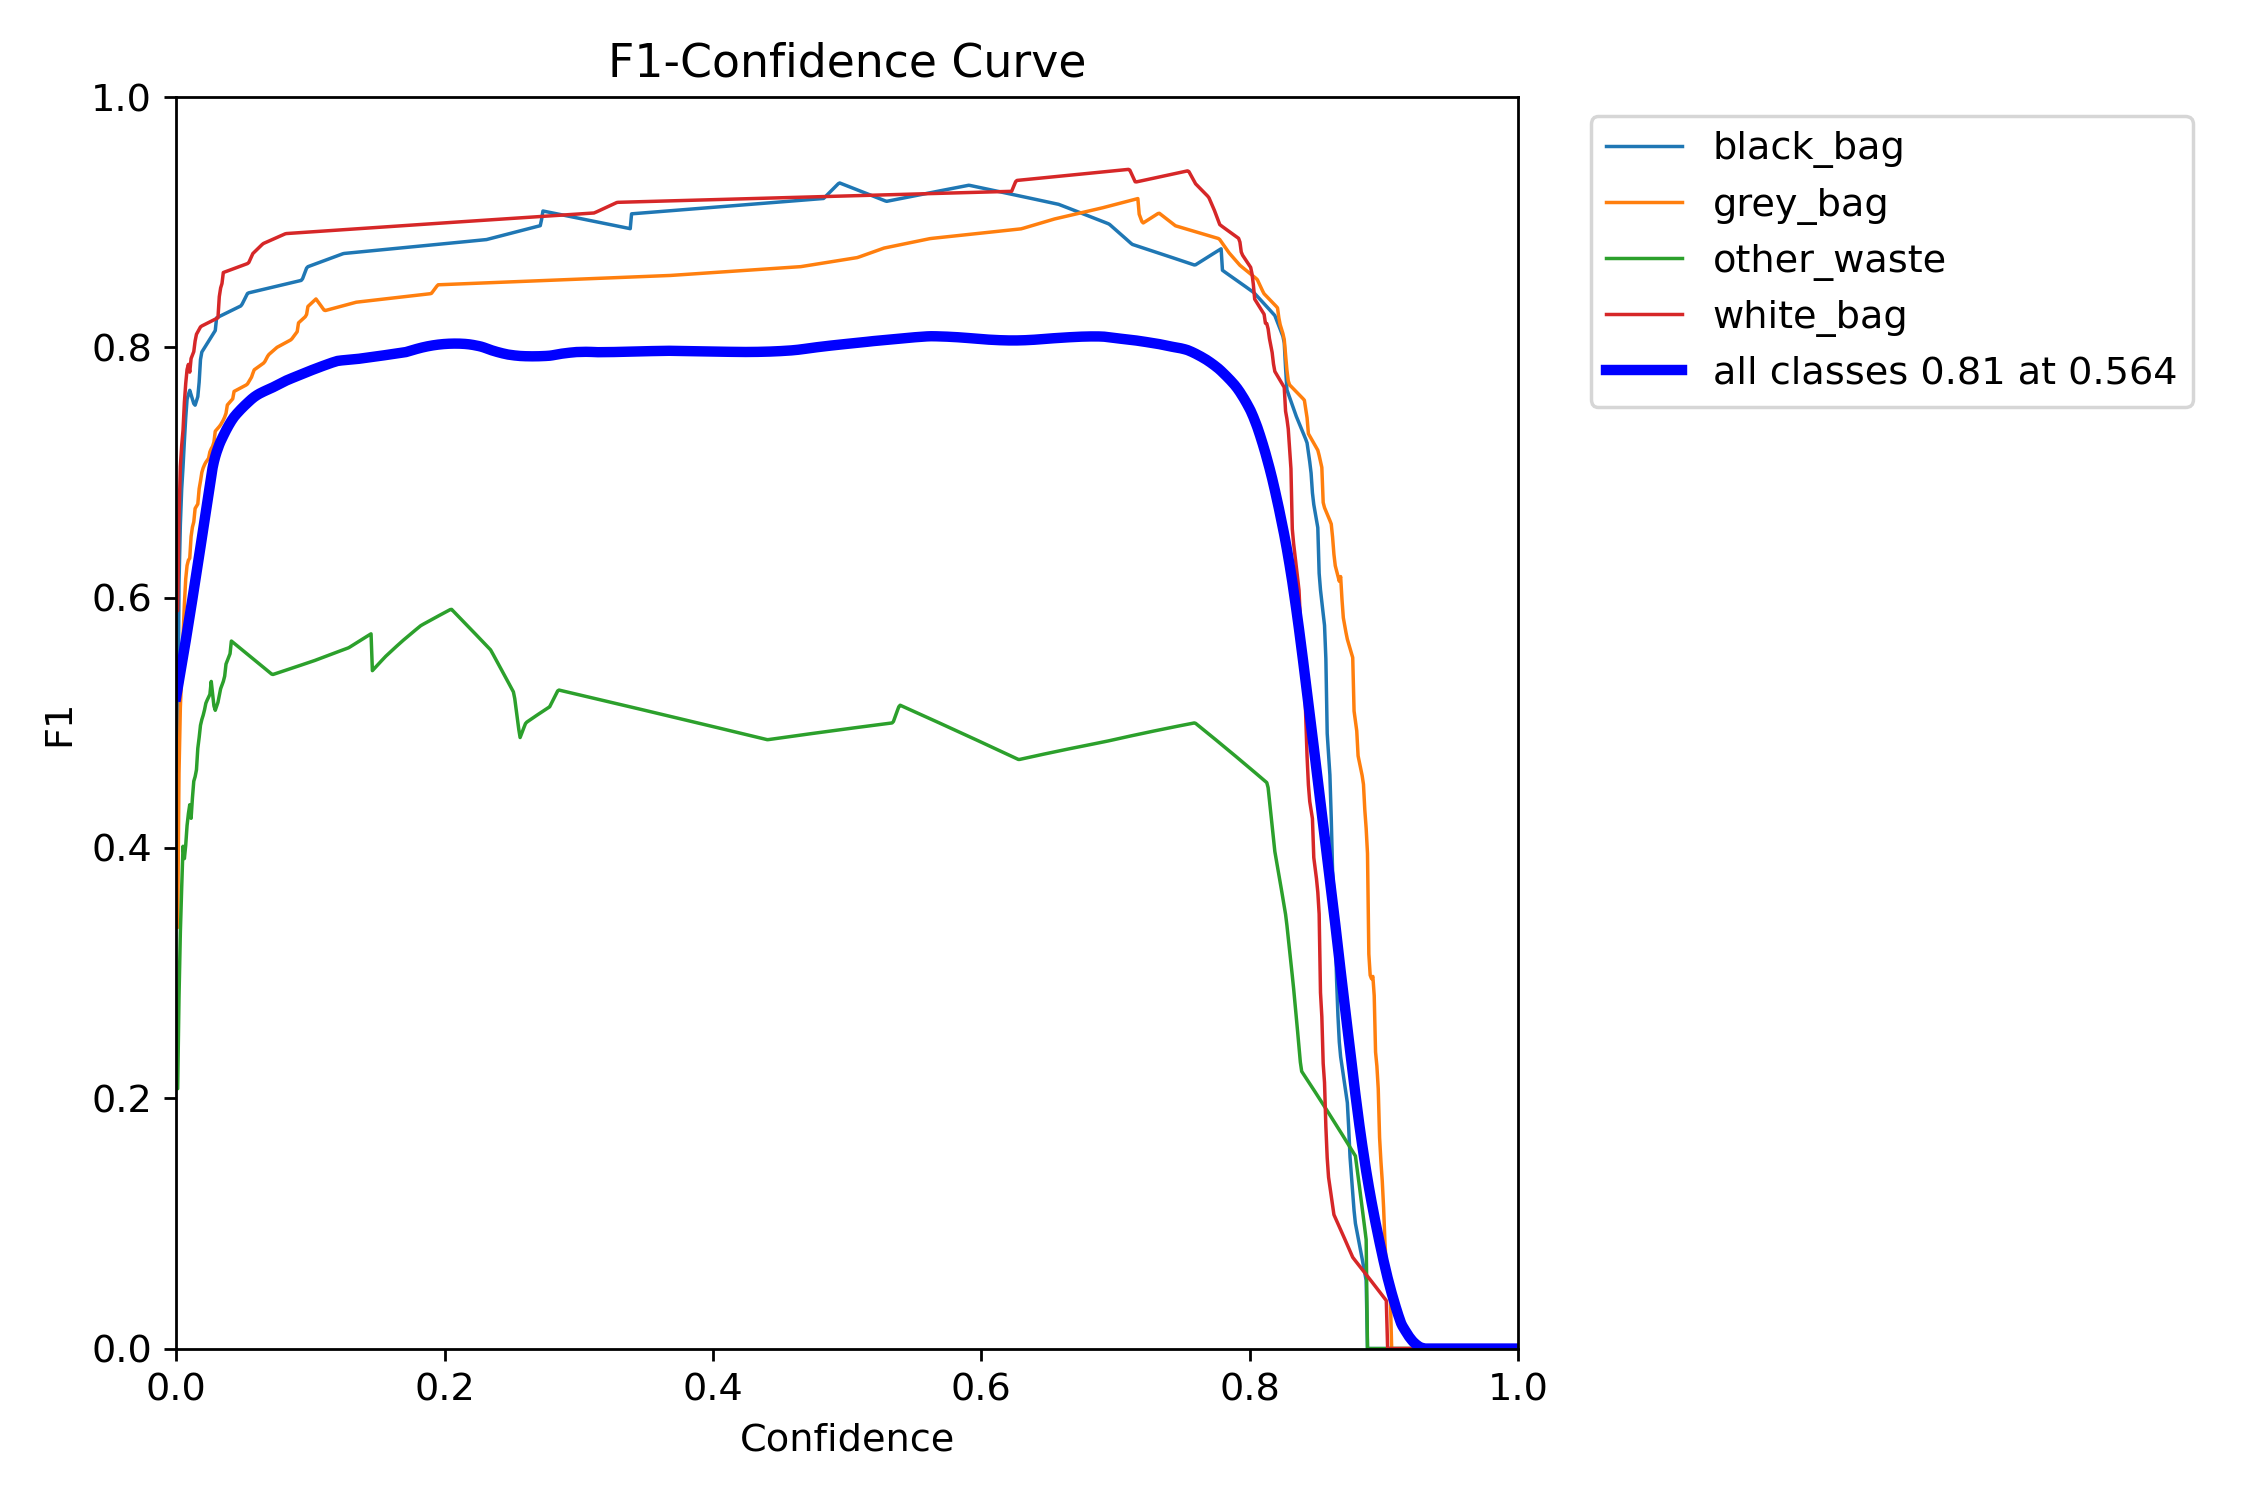 F1-Confidence Curve
1.0
0.8
0.6
0.4
0.2
0.0
F1
0.0 0.2 0.4 0.6 0.8 1.0
Confidence
black_bag
grey_bag
other_waste
white_bag
all classes 0.81 at 0.564